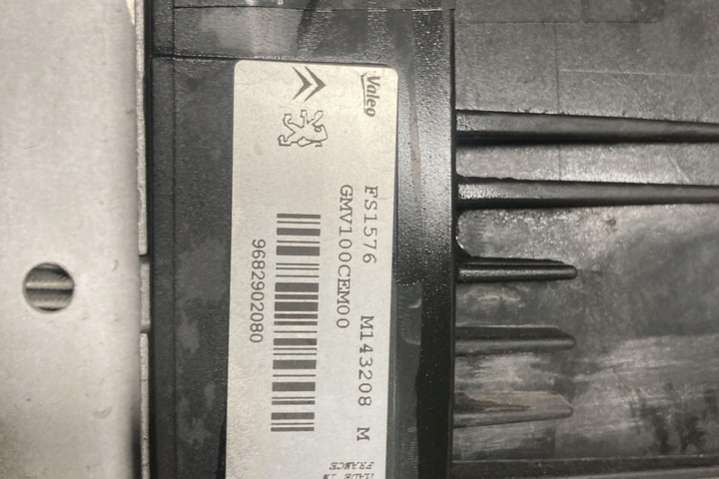 Valeo
FS1576 M143208 M
GMV100CEM00
9682902080
MADE IN
FRANCE